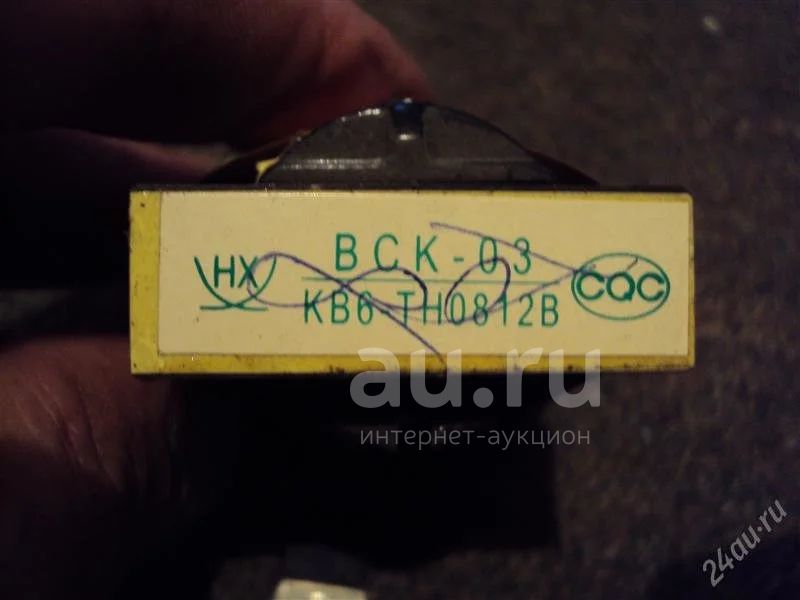 BCK-03
HX
KB6-TH0812B
CQC
au.ru
интернет-аукцион
24au.ru